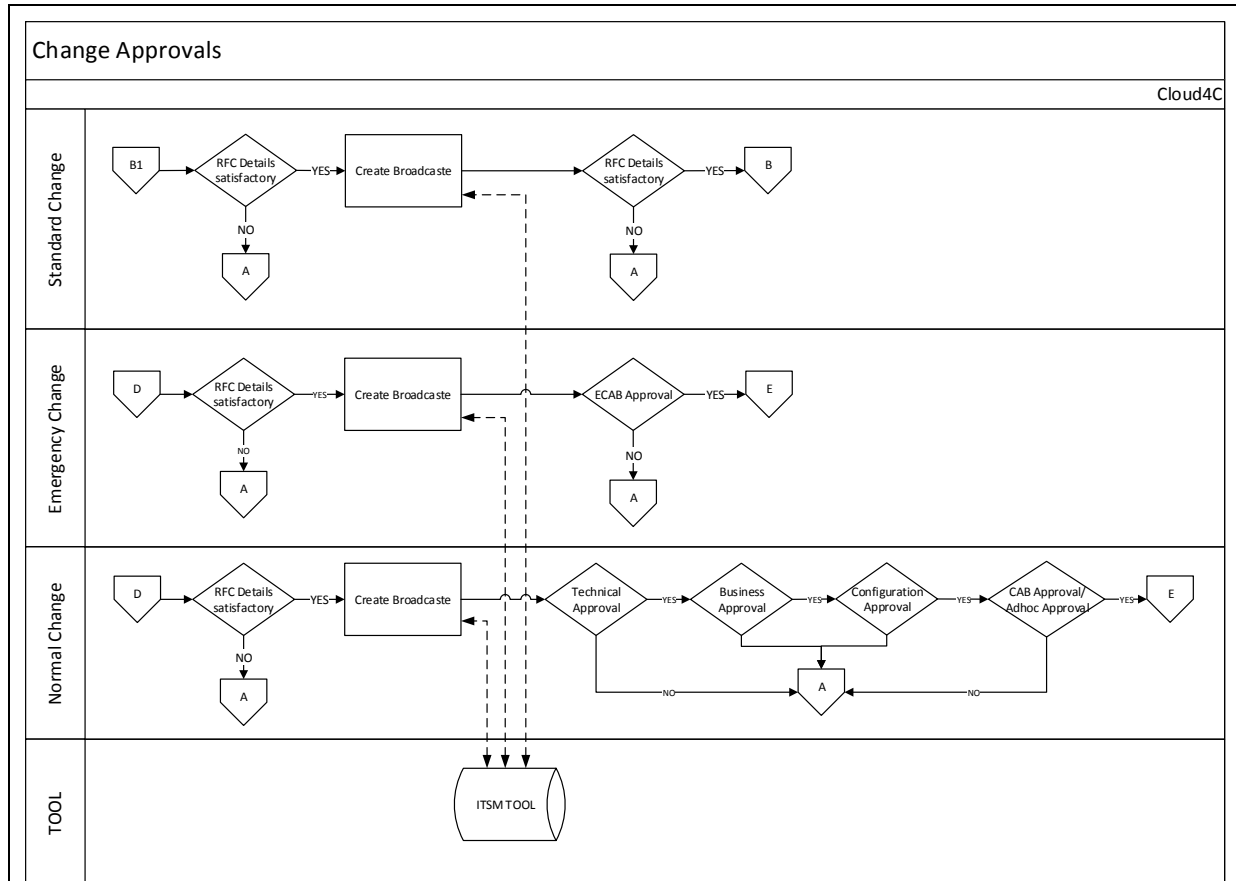 Change Approvals
Cloud4C
Standard Change
B1
RFC Details
satisfactory
YES
Create Broadcaste
RFC Details
satisfactory
YES
B
NO
A
NO
A
Emergency Change
D
RFC Details
satisfactory
YES
Create Broadcaste
ECAB Approval
YES
E
NO
A
NO
A
Normal Change
D
RFC Details
satisfactory
YES
Create Broadcaste
Technical
Approval
YES
Business
Approval
YES
Configuration
Approval
YES
CAB Approval/
Adhoc Approval
YES
E
NO
A
NO
A
NO
TOOL
ITSM TOOL